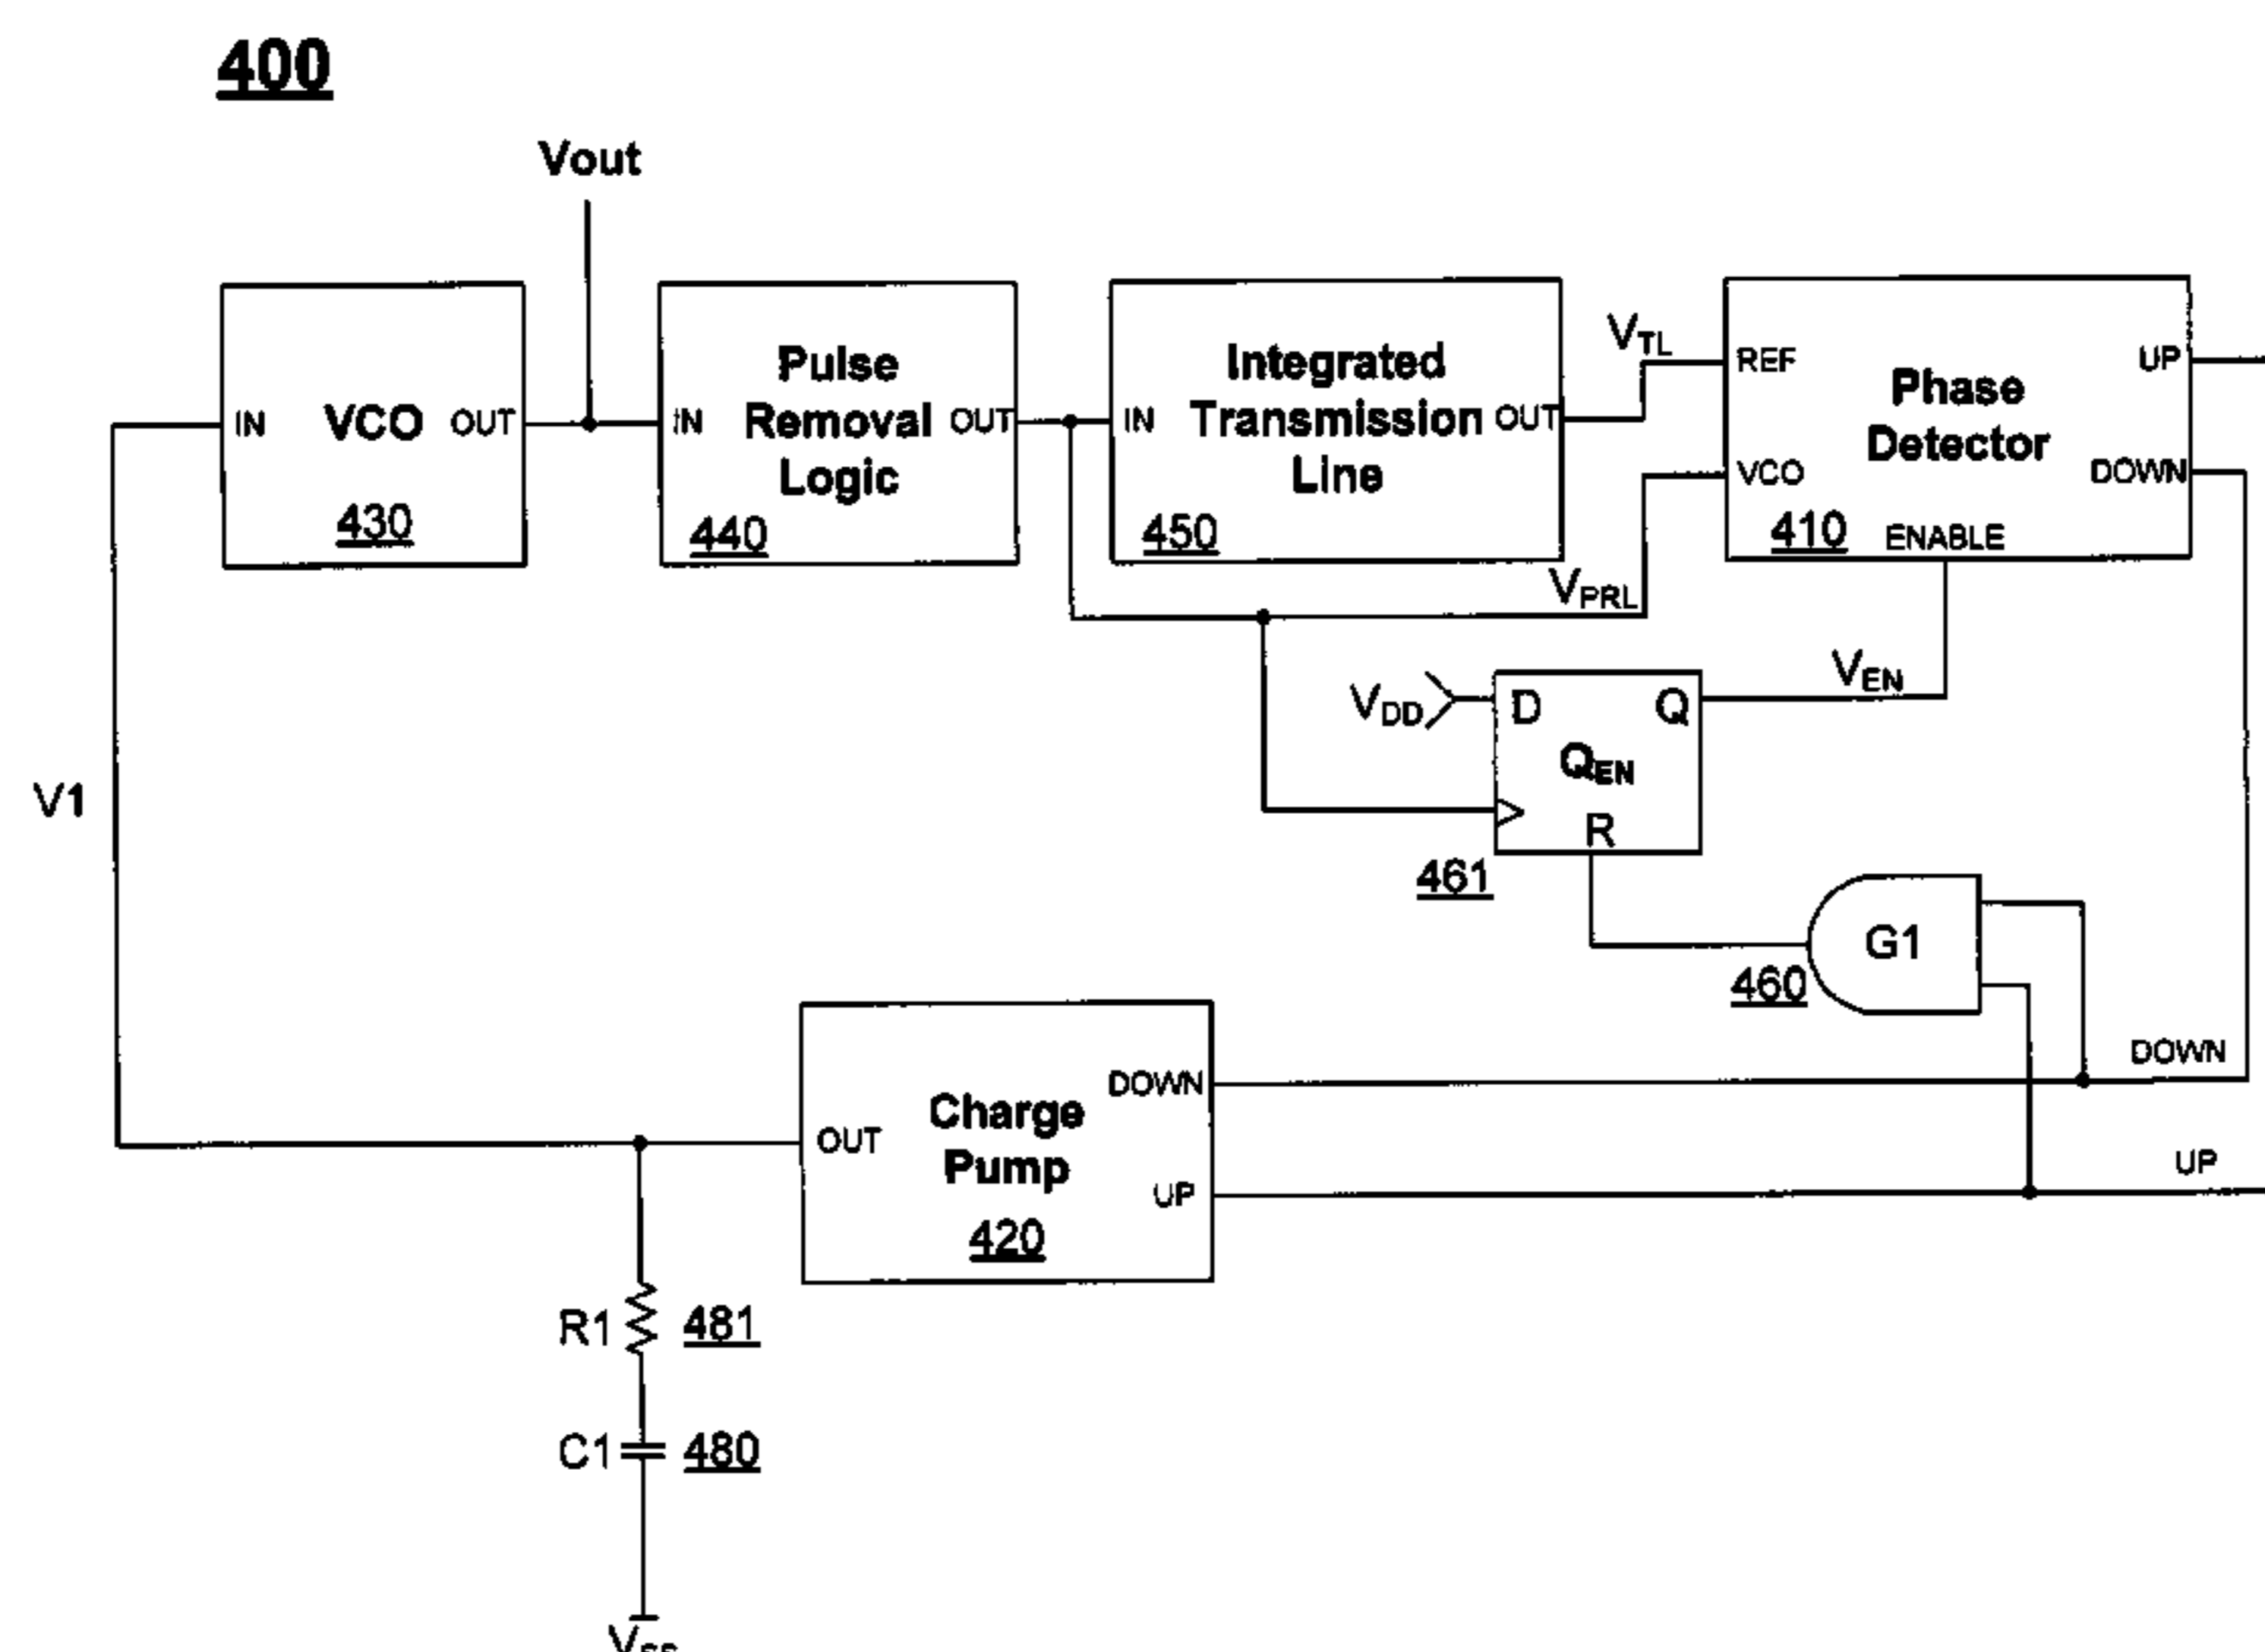 400
Vout
IN VCO OUT
430
IN Pulse Removal Logic OUT
440
IN Integrated Transmission Line OUT
450
VTL
VPRL
REF
VCO
Phase Detector
UP
DOWN
410 ENABLE
VEN
VDD
D Q
QEN
R
461
G1
460
V1
DOWN
UP
OUT
Charge Pump
DOWN
UP
420
R1 481
C1 480
VSS